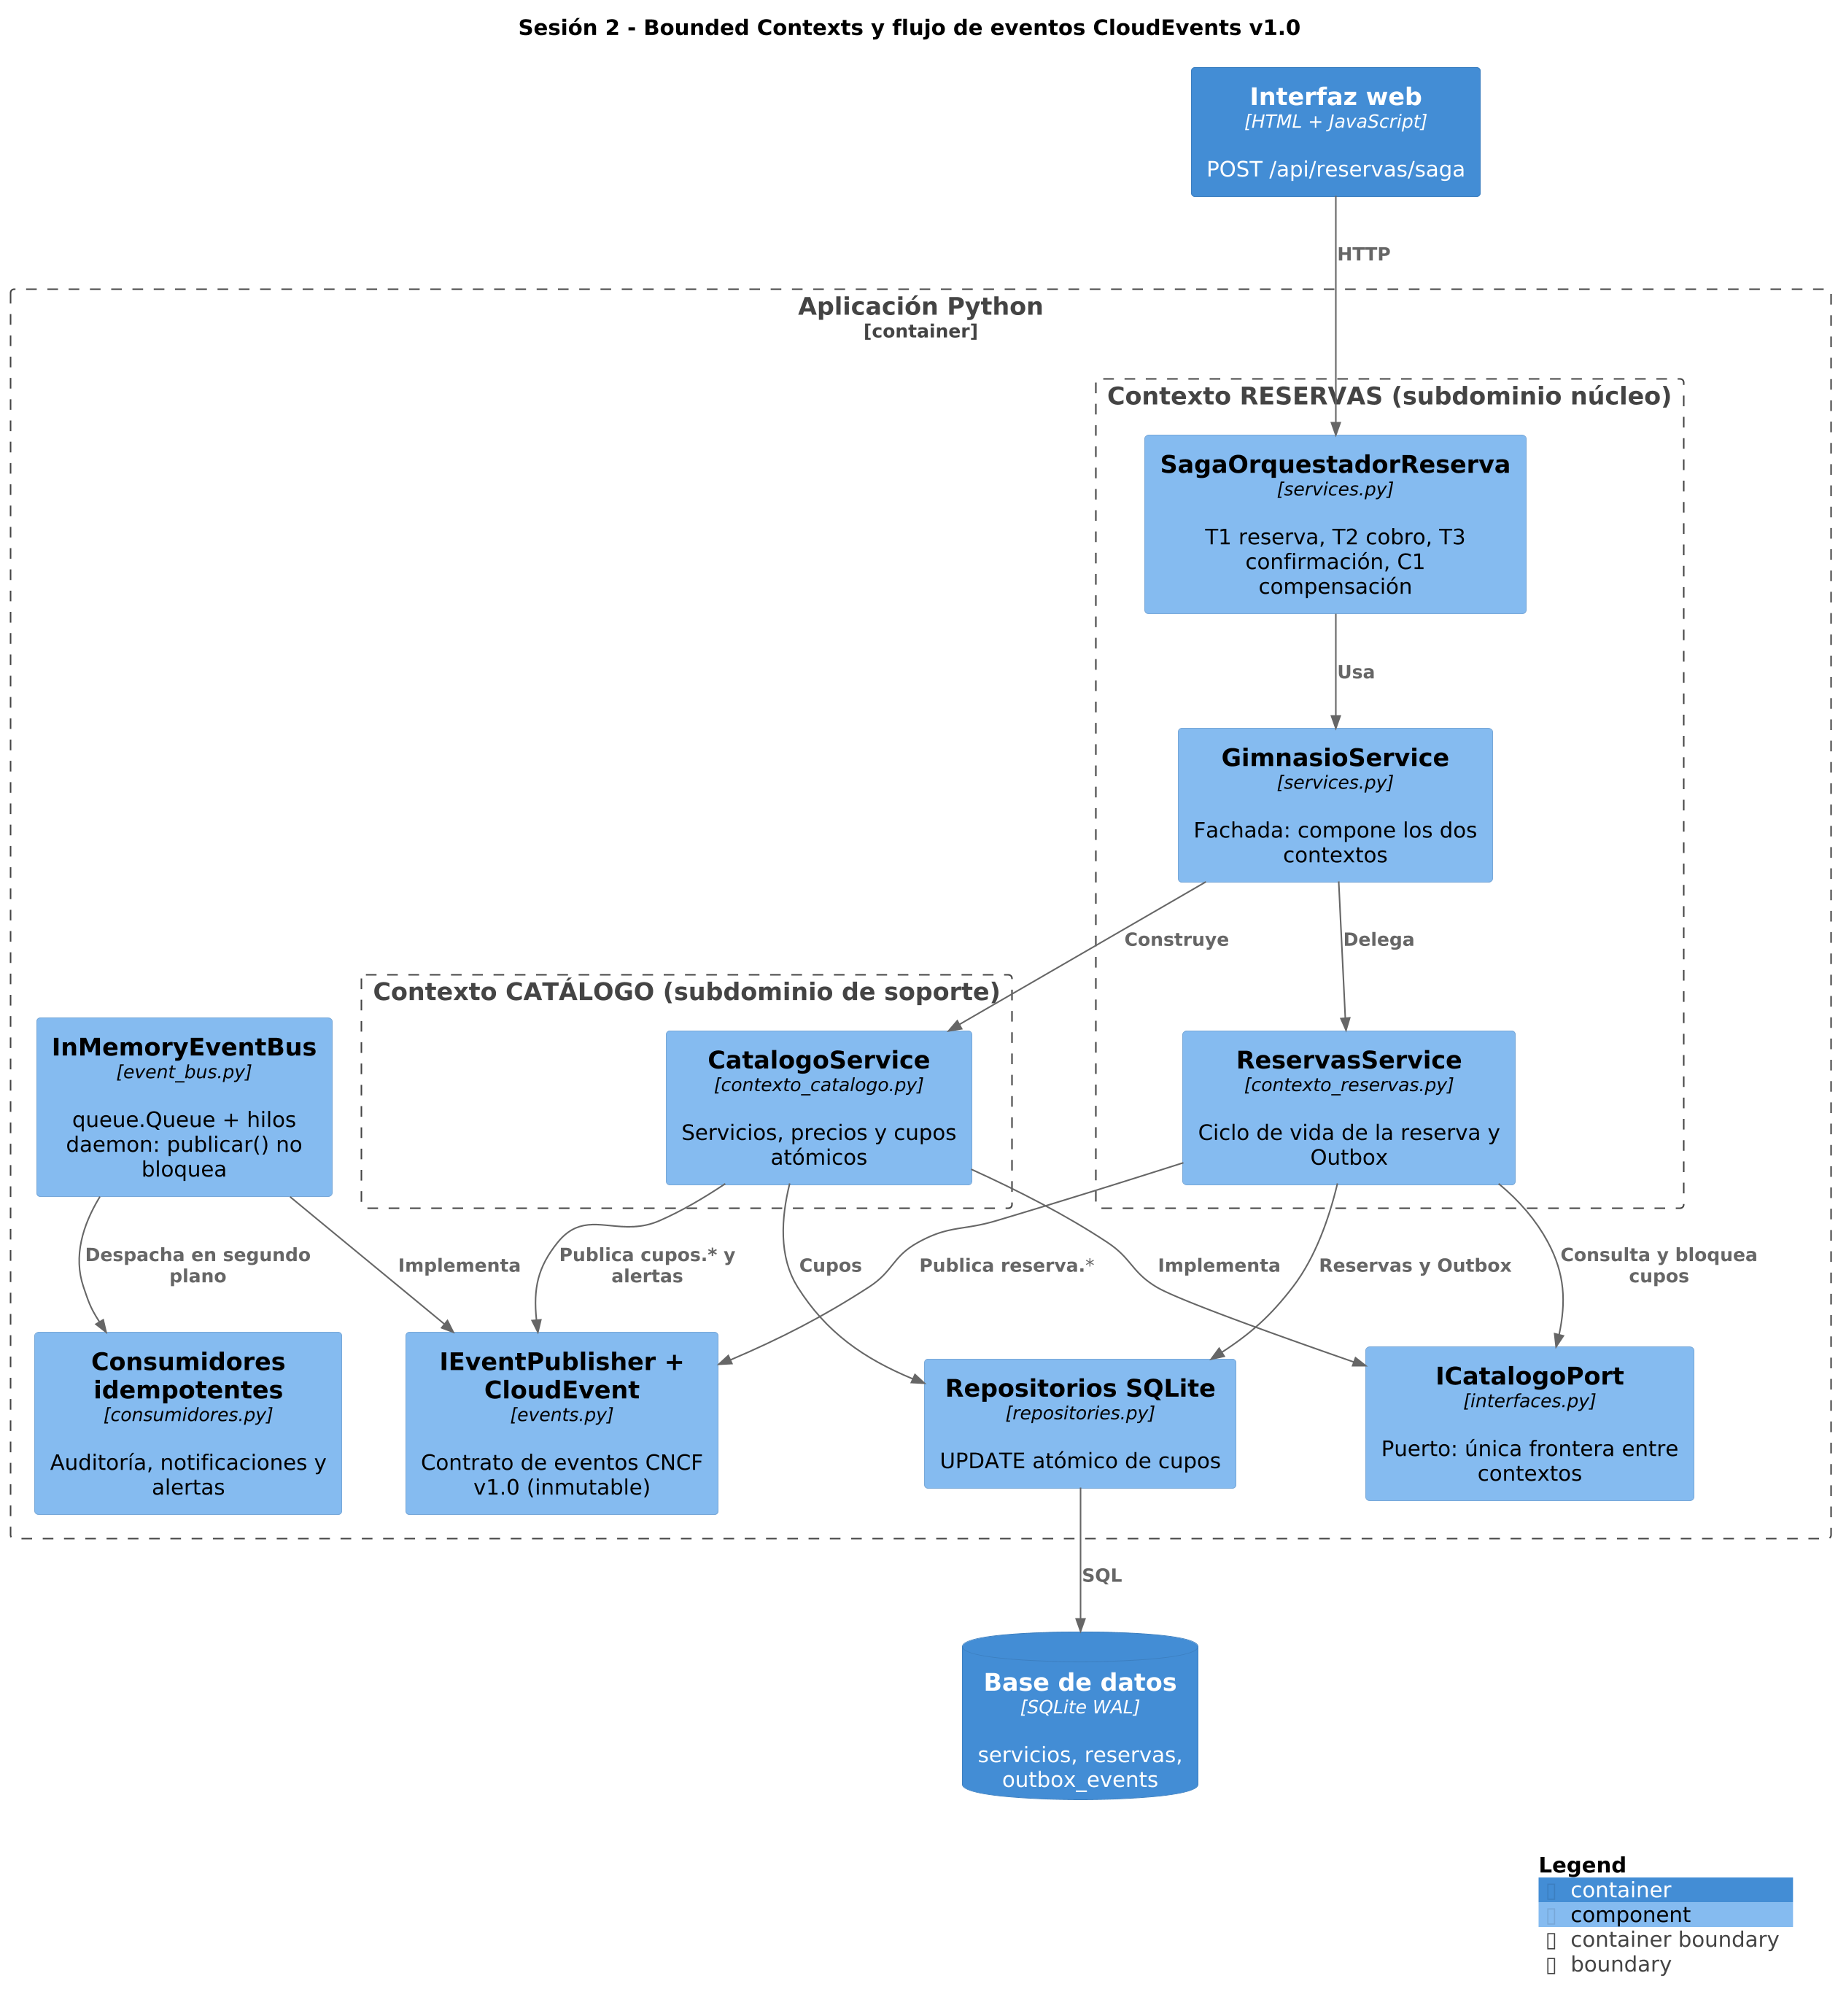 Sesión 2 - Bounded Contexts y flujo de eventos CloudEvents v1.0
Interfaz web
[HTML + JavaScript]
POST /api/reservas/saga
HTTP
Aplicación Python
[container]
Contexto RESERVAS (subdominio núcleo)
SagaOrquestadorReserva
[services.py]
T1 reserva, T2 cobro, T3
confirmación, C1
compensación
Usa
GimnasioService
[services.py]
Fachada: compone los dos
contextos
Construye
Delega
Contexto CATÁLOGO (subdominio de soporte)
InMemoryEventBus
[event_bus.py]
queue.Queue + hilos
daemon: publicar() no
bloquea
CatalogoService
[contexto_catalogo.py]
Servicios, precios y cupos
atómicos
ReservasService
[contexto_reservas.py]
Ciclo de vida de la reserva y
Outbox
Despacha en segundo
plano
Implementa
Publica cupos.* y
alertas
Cupos
Publica reserva.*
Implementa
Reservas y Outbox
Consulta y bloquea
cupos
Consumidores
idempotentes
[consumidores.py]
Auditoría, notificaciones y
alertas
IEventPublisher +
CloudEvent
[events.py]
Contrato de eventos CNCF
v1.0 (inmutable)
Repositorios SQLite
[repositories.py]
UPDATE atómico de cupos
ICatalogoPort
[interfaces.py]
Puerto: única frontera entre
contextos
SQL
Base de datos
[SQLite WAL]
servicios, reservas,
outbox_events
Legend
container
component
container boundary
boundary